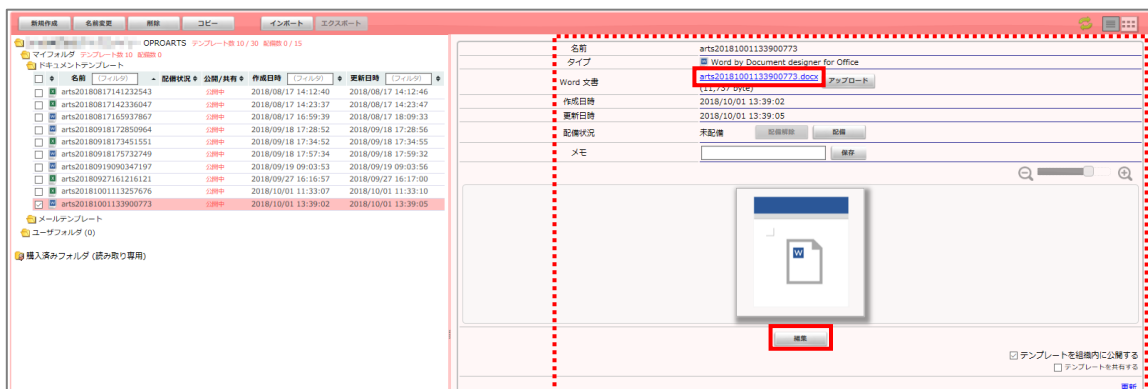 新規作成 名前変更 削除 コピー インポート エクスポート
OPROARTS テンプレート数 10 / 30 配備数 0 / 15
マイフォルダ テンプレート数 10 配備数 0
ドキュメントテンプレート
名前 (フィルタ) 配備状況 公開/共有 作成日時 (フィルタ) 更新日時 (フィルタ)
arts20180817141232543 公開中 2018/08/17 14:12:40 2018/08/17 14:12:46
arts20180817142336047 公開中 2018/08/17 14:23:37 2018/08/17 14:23:47
arts20180817165937867 公開中 2018/08/17 16:59:39 2018/08/17 18:09:33
arts20180918172850964 公開中 2018/09/18 17:28:52 2018/09/18 17:28:56
arts20180918173451551 公開中 2018/09/18 17:34:52 2018/09/18 17:34:55
arts20180918175732749 公開中 2018/09/18 17:57:34 2018/09/18 17:59:32
arts20180919090347197 公開中 2018/09/19 09:03:53 2018/09/19 09:03:56
arts20180927161216121 公開中 2018/09/27 16:16:57 2018/09/27 16:17:00
arts20181001113257676 公開中 2018/10/01 11:33:07 2018/10/01 11:33:10
arts20181001133900773 公開中 2018/10/01 13:39:02 2018/10/01 13:39:05
メールテンプレート
ユーザフォルダ (0)
購入済みフォルダ (読み取り専用)
名前 arts20181001133900773
タイプ Word by Document designer for Office
Word 文書 arts20181001133900773.docx アップロード
(11,737 byte)
作成日時 2018/10/01 13:39:02
更新日時 2018/10/01 13:39:05
配備状況 未配備 配備解除 配備
メモ 保存
W
編集
テンプレートを組織内に公開する
テンプレートを共有する
更新